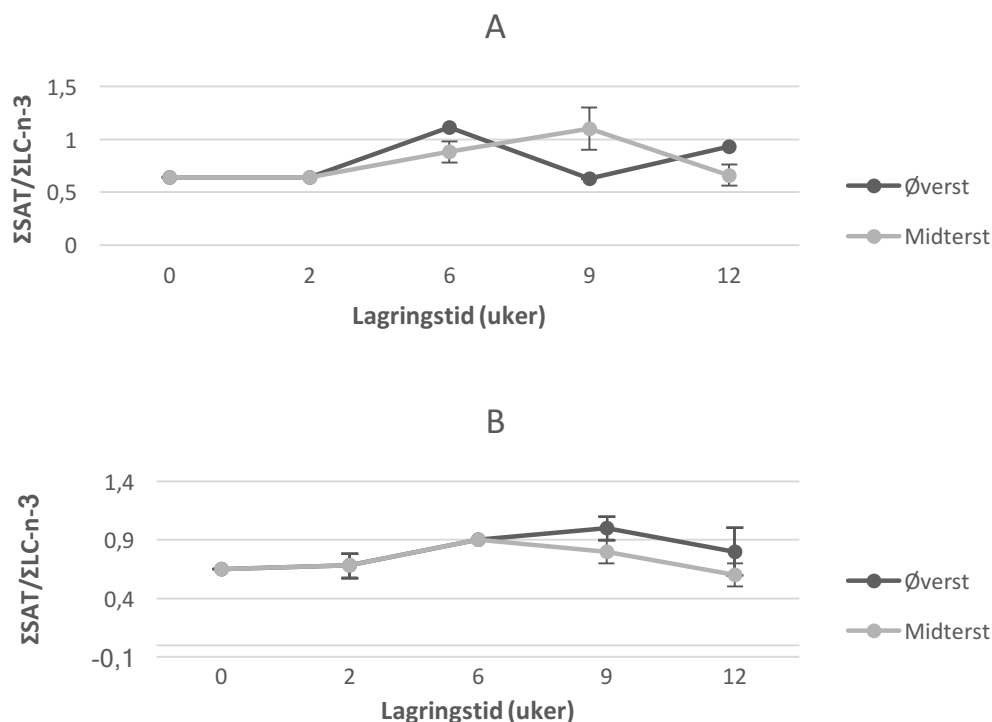 A
ΣSAT/ΣLC-n-3
1,5
1
0,5
0
0 2 6 9 12
Lagringstid (uker)
Øverst
Midterst
B
ΣSAT/ΣLC-n-3
1,4
0,9
0,4
-0,1
0 2 6 9 12
Lagringstid (uker)
Øverst
Midterst